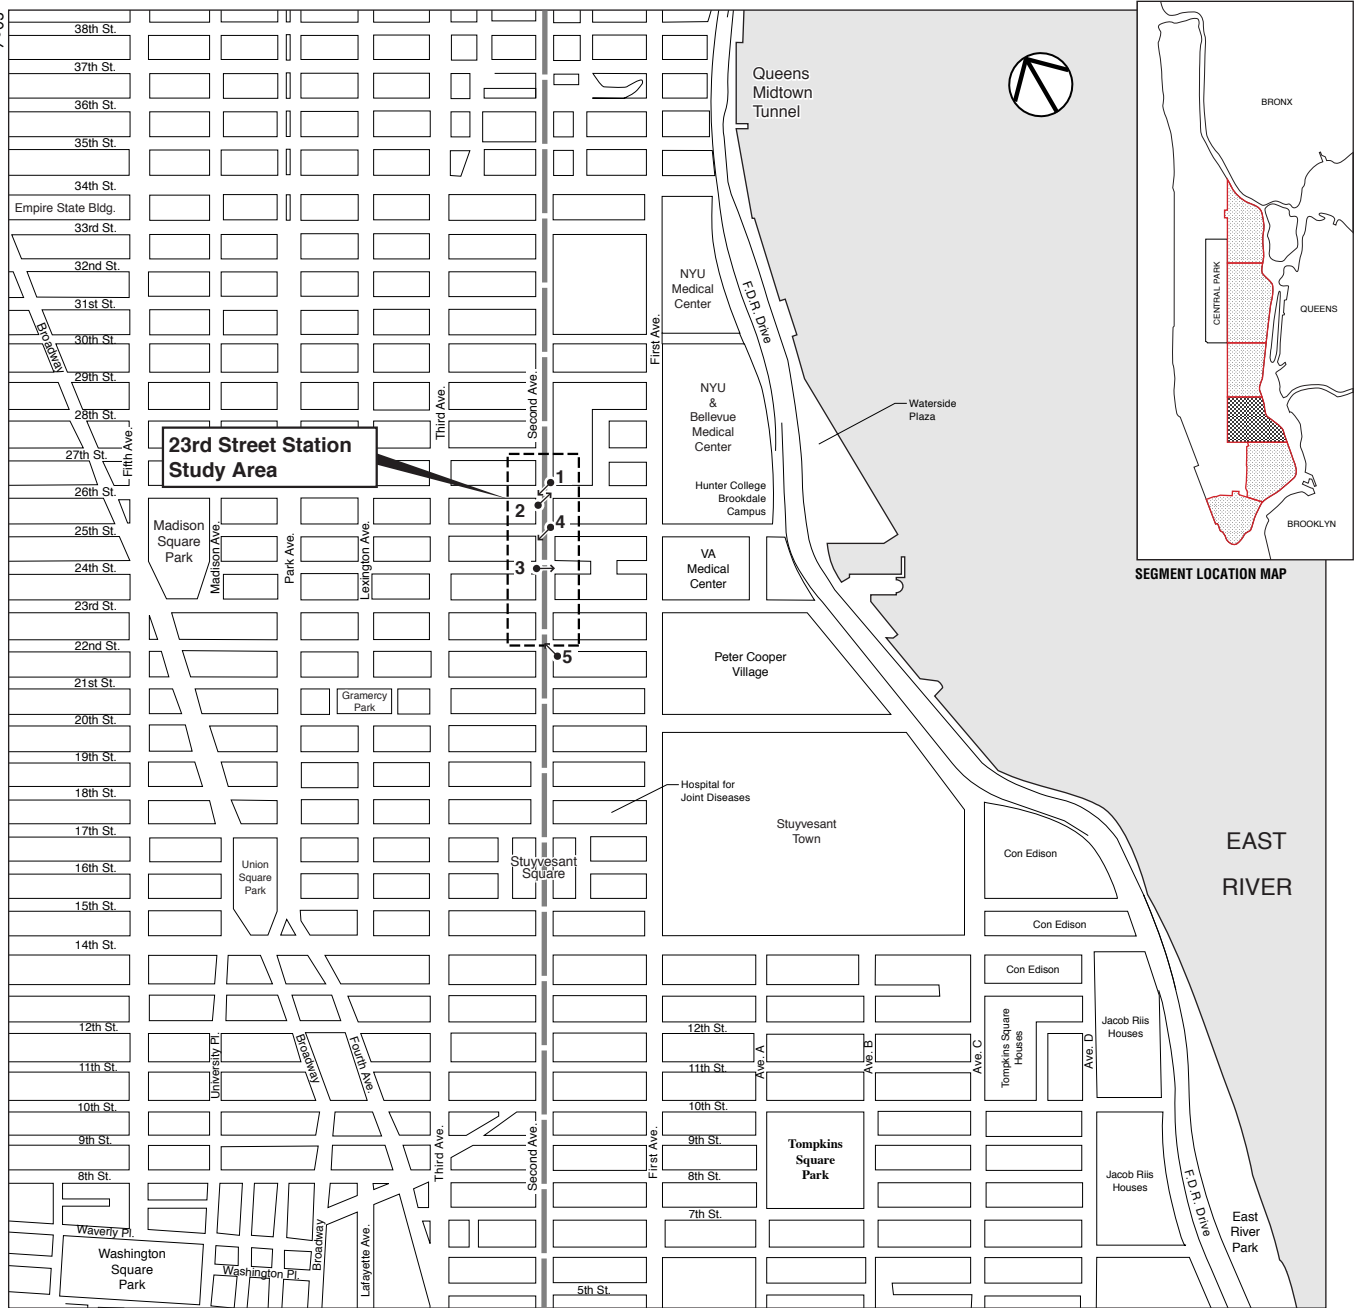 38th St.
37th St.
36th St.
35th St.
34th St.
Empire State Bldg.
33rd St.
32nd St.
31st St.
30th St.
29th St.
28th St.
27th St.
26th St.
25th St.
24th St.
23rd St.
22nd St.
21st St.
20th St.
19th St.
18th St.
17th St.
16th St.
15th St.
14th St.
12th St.
11th St.
10th St.
9th St.
8th St.
Waverly Pl.
Washington
Square
Park
Washington Pl.
5th St.
Broadway
Fifth Ave.
Madison Ave.
Park Ave.
Lexington Ave.
Third Ave.
Second Ave.
First Ave.
23rd Street Station
Study Area
1
2
4
3
5
Madison
Square
Park
Gramercy
Park
Union
Square
Park
Stuyvesant
Square
Hospital for
Joint Diseases
Queens
Midtown
Tunnel
NYU
Medical
Center
F.D.R. Drive
NYU
&
Bellevue
Medical
Center
Hunter College
Brookdale
Campus
VA
Medical
Center
Waterside
Plaza
Peter Cooper
Village
Stuyvesant
Town
Con Edison
Con Edison
Con Edison
EAST
RIVER
University Pl.
Broadway
Fourth Ave.
Broadway
Lafayette Ave.
Third Ave.
Second Ave.
First Ave.
12th St.
11th St.
10th St.
9th St.
8th St.
7th St.
Ave. A
Ave. B
Ave. C
Ave. D
Tompkins Square
Houses
Tompkins
Square
Park
Jacob Riis
Houses
Jacob Riis
Houses
F.D.R. Drive
East
River
Park
BRONX
CENTRAL PARK
QUEENS
BROOKLYN
SEGMENT LOCATION MAP